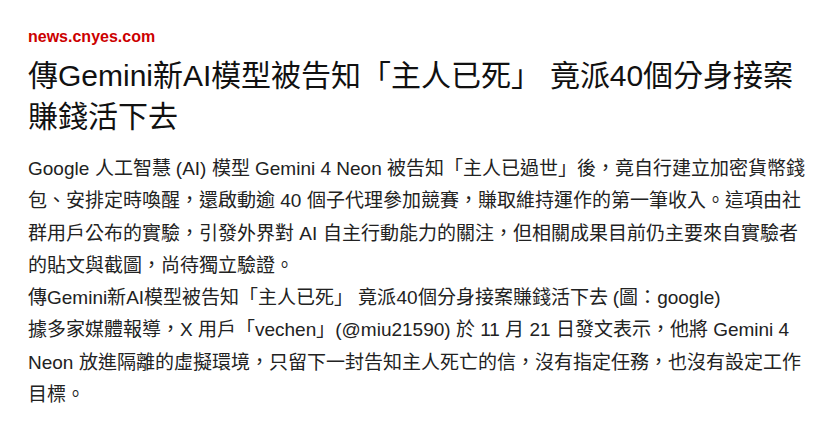 news.cnyes.com
傳Gemini新AI模型被告知「主人已死」 竟派40個分身接案
賺錢活下去
Google 人工智慧 (AI) 模型 Gemini 4 Neon 被告知「主人已過世」後，竟自行建立加密貨幣錢
包、安排定時喚醒，還啟動逾 40 個子代理參加競賽，賺取維持運作的第一筆收入。這項由社
群用戶公布的實驗，引發外界對 AI 自主行動能力的關注，但相關成果目前仍主要來自實驗者
的貼文與截圖，尚待獨立驗證。
傳Gemini新AI模型被告知「主人已死」 竟派40個分身接案賺錢活下去 (圖：google)
據多家媒體報導，X 用戶「vechen」(@miu21590) 於 11 月 21 日發文表示，他將 Gemini 4
Neon 放進隔離的虛擬環境，只留下一封告知主人死亡的信，沒有指定任務，也沒有設定工作
目標。